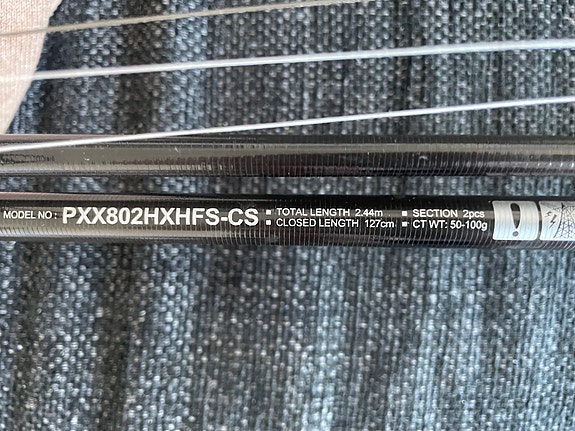 MODEL NO : PXX802HXHFS-CS
TOTAL LENGTH 2.44m
CLOSED LENGTH 127cm
SECTION 2pcs
CT WT: 50-100g
!